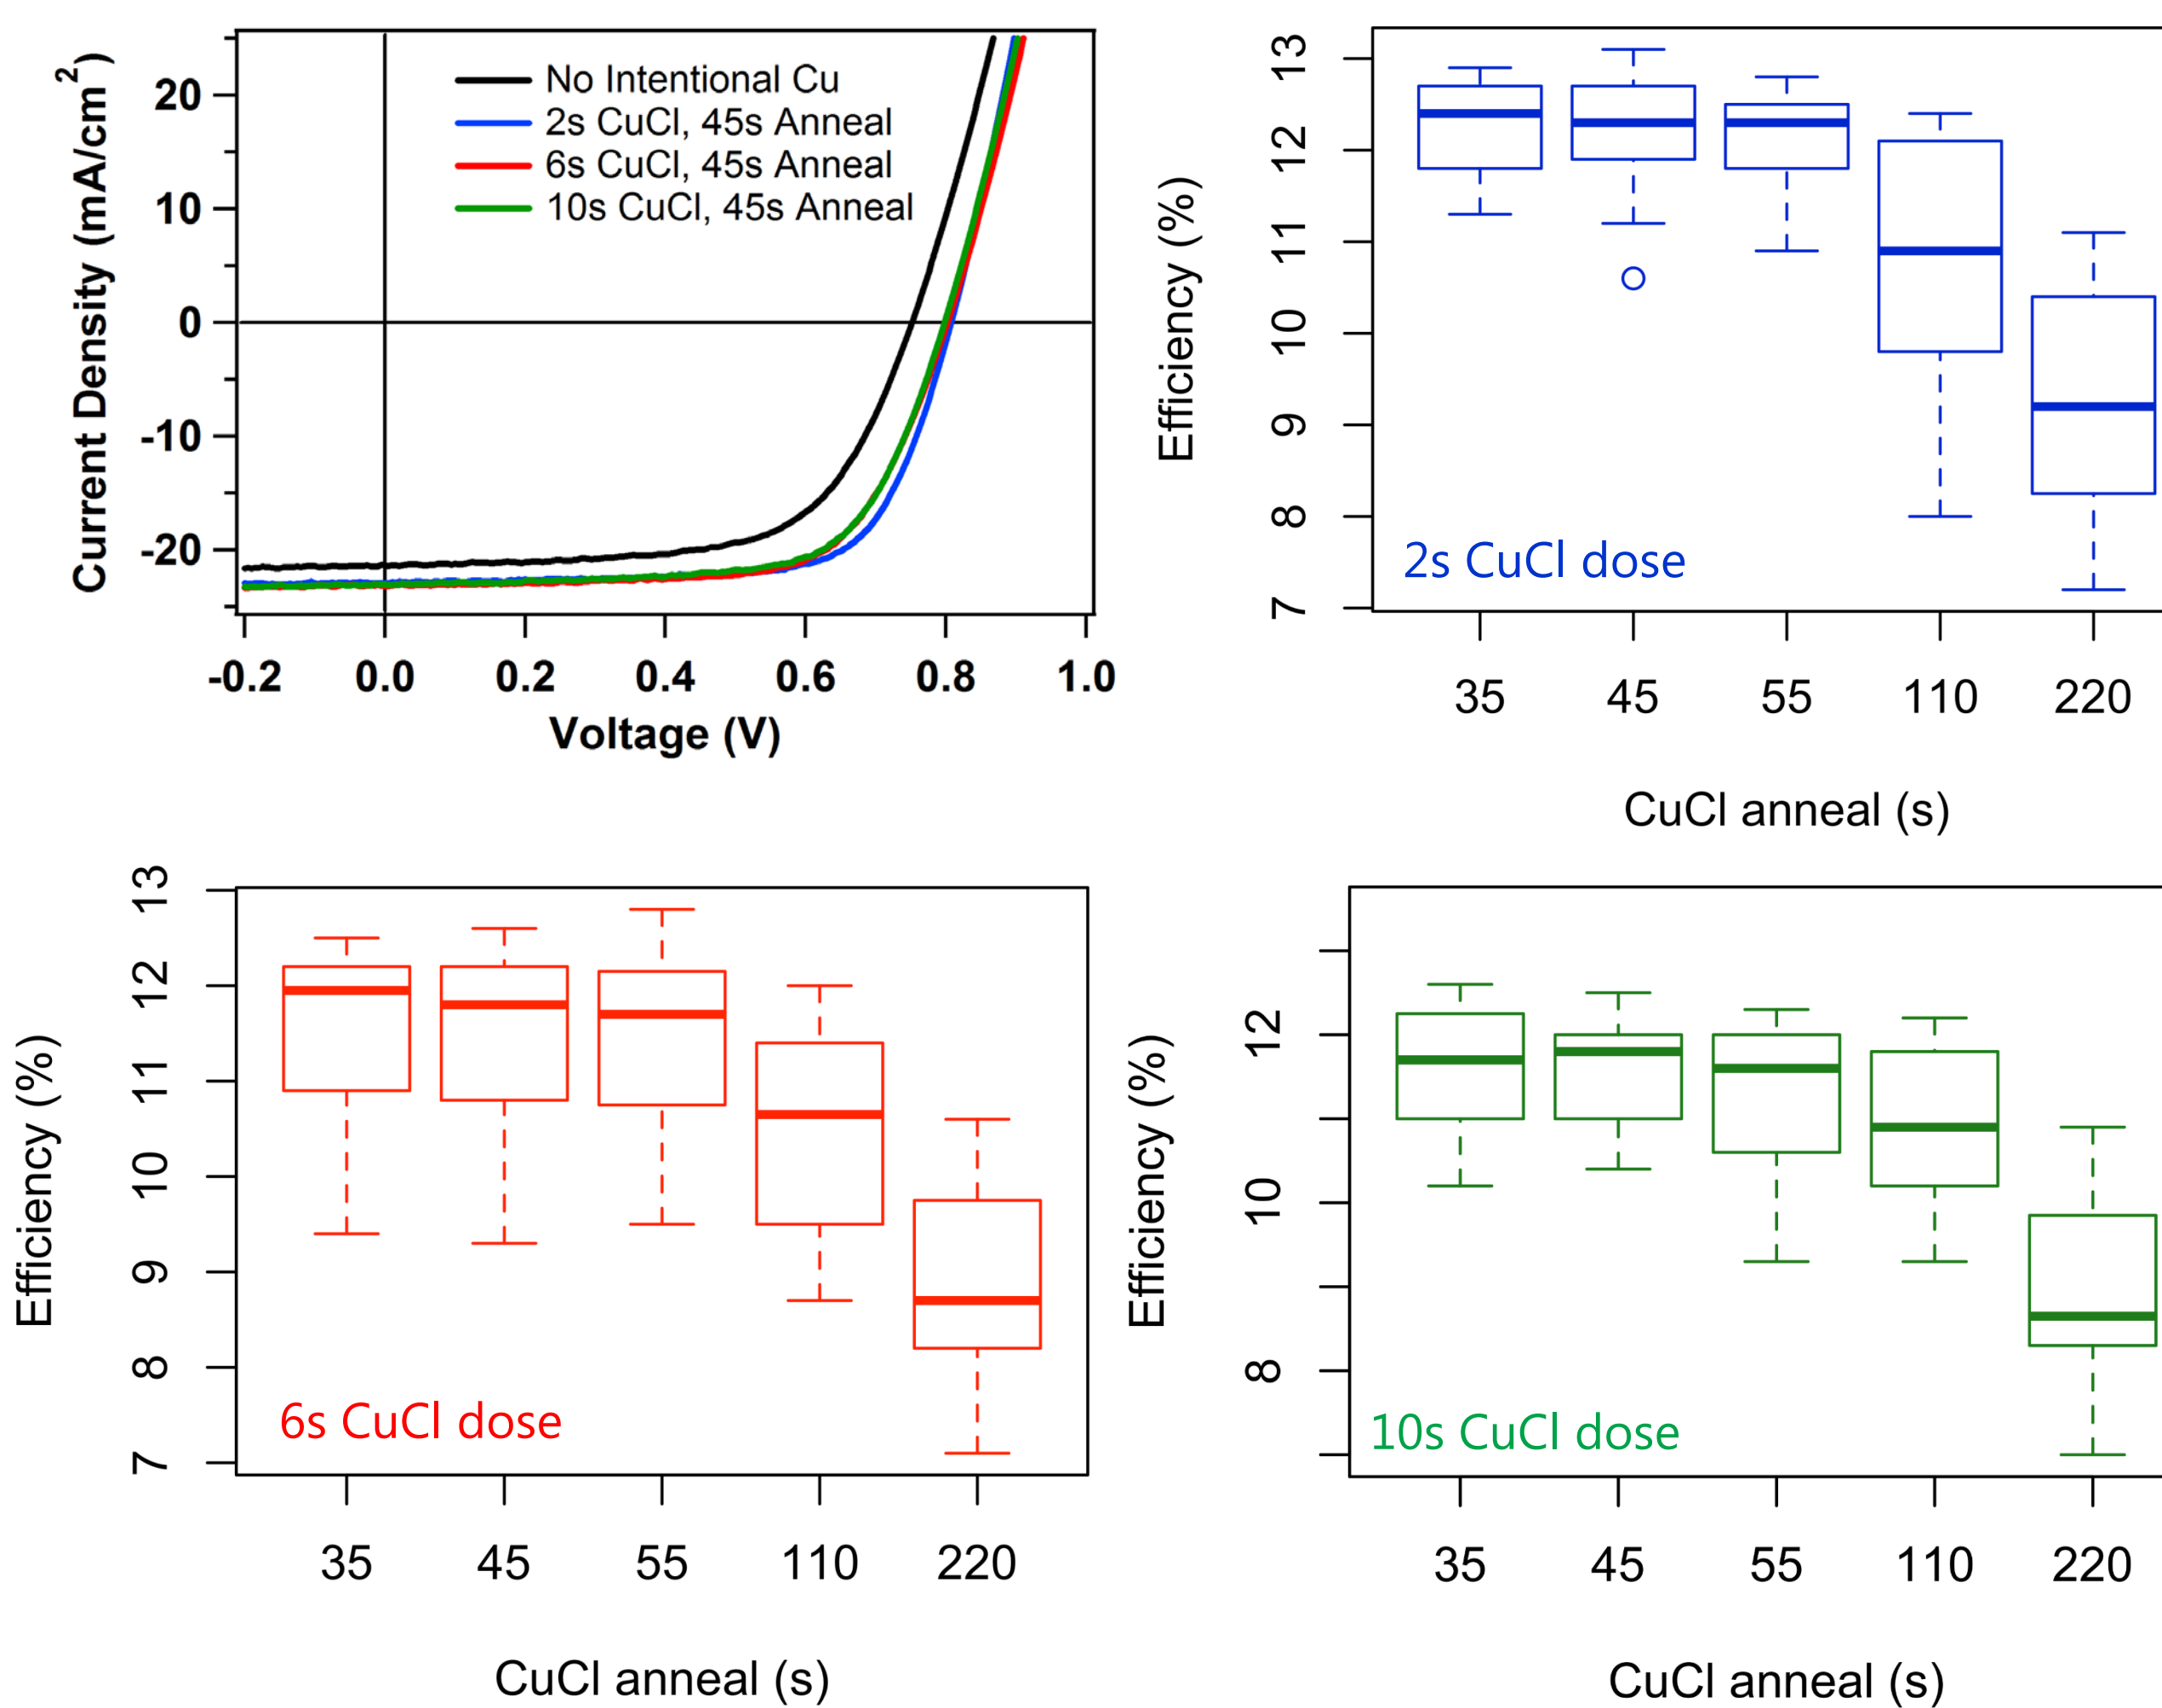 No Intentional Cu
2s CuCl, 45s Anneal
6s CuCl, 45s Anneal
10s CuCl, 45s Anneal
Current Density (mA/cm²)
20
10
0
-10
-20
-0.2 0.0 0.2 0.4 0.6 0.8 1.0
Voltage (V)
Efficiency (%)
13
12
11
10
9
8
7
2s CuCl dose
35 45 55 110 220
CuCl anneal (s)
Efficiency (%)
13
12
11
10
9
8
7
6s CuCl dose
35 45 55 110 220
CuCl anneal (s)
Efficiency (%)
12
10
8
10s CuCl dose
35 45 55 110 220
CuCl anneal (s)